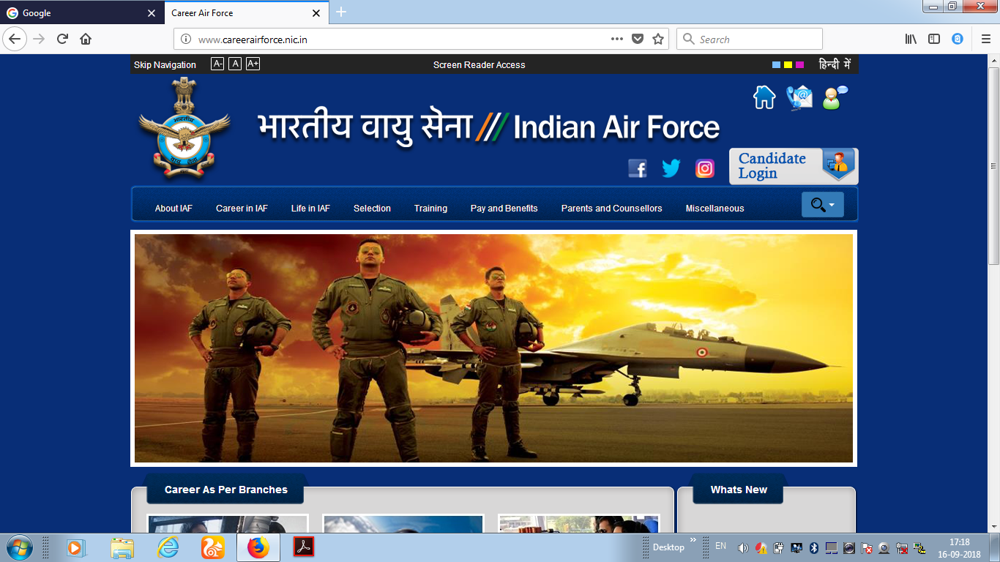 Google
Career Air Force
www.careerairforce.nic.in
Search
Skip Navigation
A-
A
A+
Screen Reader Access
हिन्दी में
भारतीय वायु सेना Indian Air Force
Candidate
Login
About IAF
Career in IAF
Life in IAF
Selection
Training
Pay and Benefits
Parents and Counsellors
Miscellaneous
Career As Per Branches
Whats New
Desktop
EN
17:18
16-09-2018